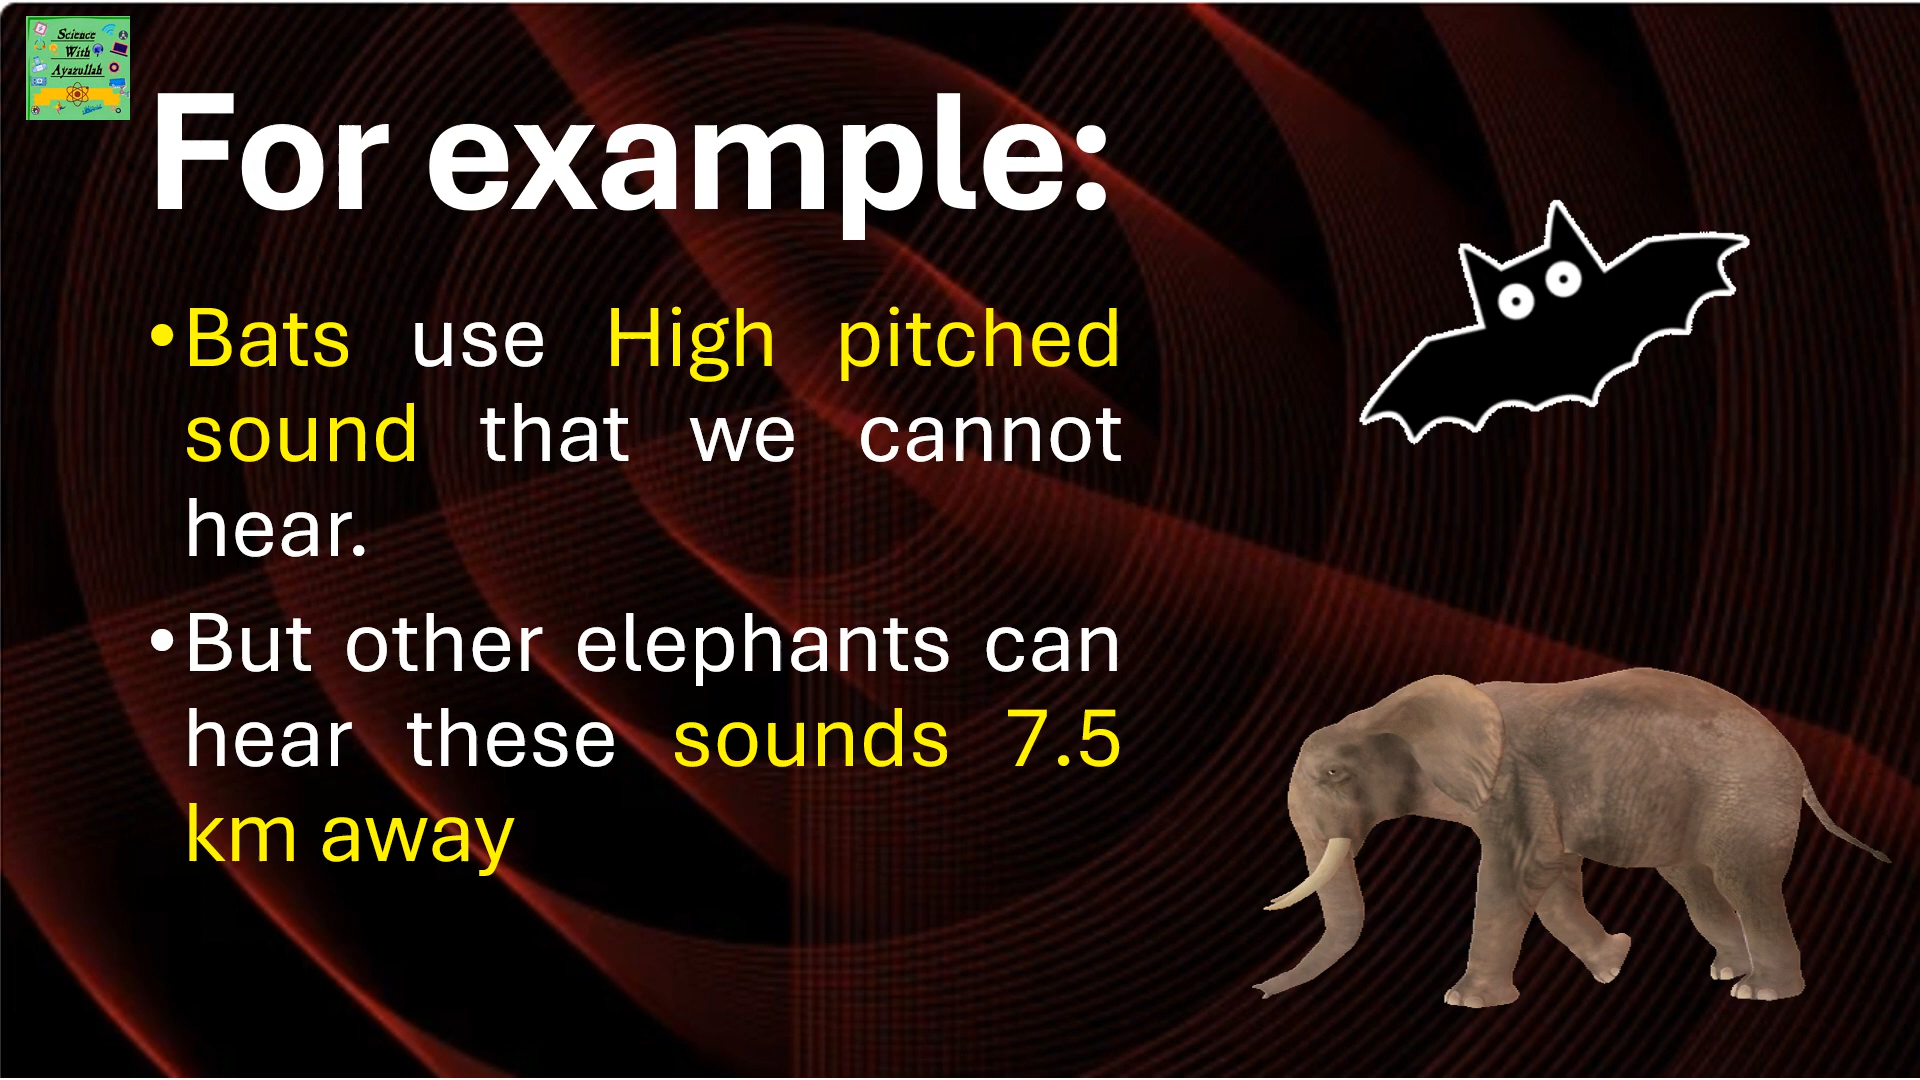 Science
With
Ayazullah
For example:
•Bats use High pitched
sound that we cannot
hear.
•But other elephants can
hear these sounds 7.5
km away